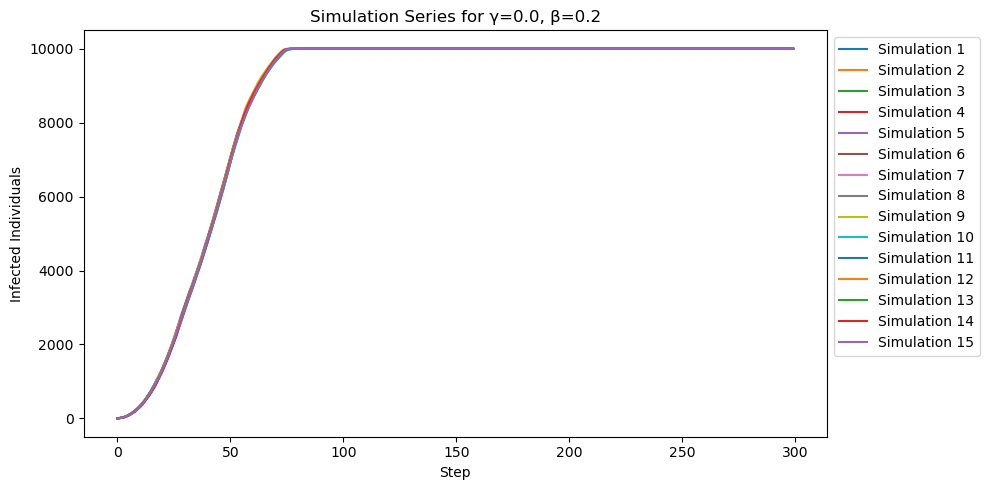 Simulation Series for γ=0.0, β=0.2
Infected Individuals
10000
8000
6000
4000
2000
0
0
50
100
150
200
250
300
Step
Simulation 1
Simulation 2
Simulation 3
Simulation 4
Simulation 5
Simulation 6
Simulation 7
Simulation 8
Simulation 9
Simulation 10
Simulation 11
Simulation 12
Simulation 13
Simulation 14
Simulation 15